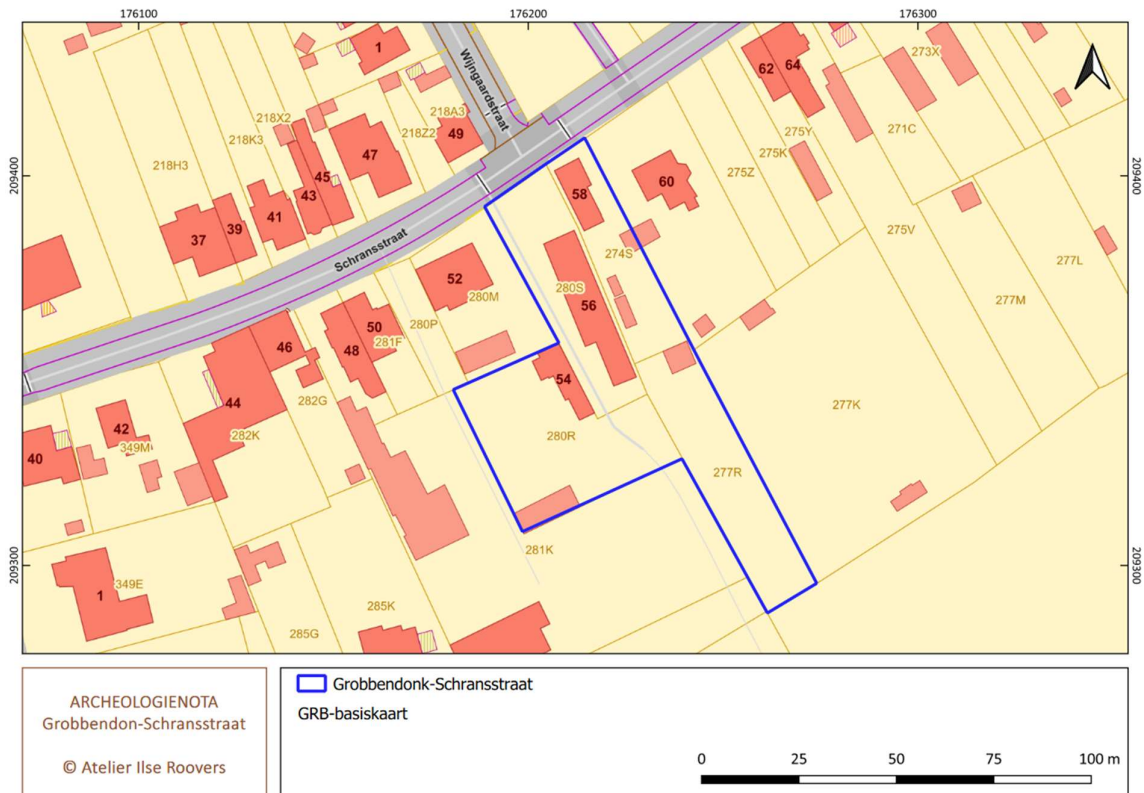 176100
176200
176300
209400
209300
209400
209300
Wijngaardstraat
Schransstraat
1
62
64
273X
218A3
218X2
218K3
218Z2
49
275Y
271C
275K
218H3
47
45
43
41
39
37
58
60
275Z
275V
274S
277L
52
280M
280S
56
277M
50
48
281F
280P
46
54
44
282G
277K
42
349M
282K
280R
40
277R
281K
1
349E
285K
285G
ARCHEOLOGIENOTA
Grobbendon-Schransstraat
© Atelier Ilse Roovers
Grobbendonk-Schransstraat
GRB-basiskaart
0 25 50 75 100 m